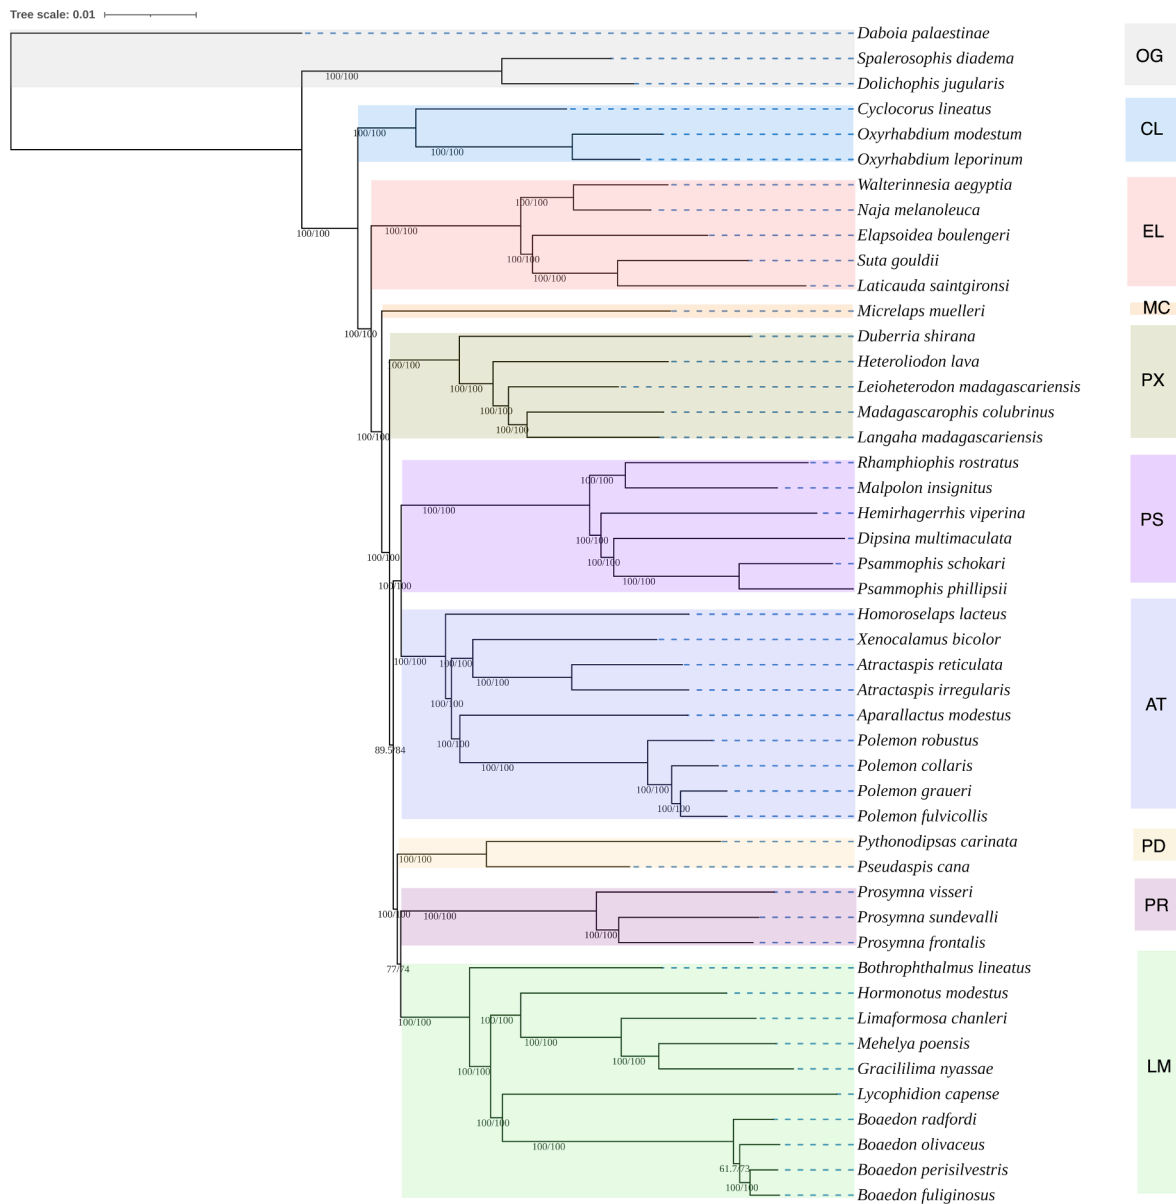 Tree scale: 0.01
Daboia palaestinae
Spalerosophis diadema
OG
100/100
Dolichophis jugularis
Cyclocorus lineatus
100/100
Oxyrhabdium modestum
CL
100/100
Oxyrhabdium leporinum
Walterinnesia aegyptia
100/100
Naja melanoleuca
100/100
100/100
Elapsoidea boulengeri
EL
100/100
Suta gouldii
100/100
Laticauda saintgironsi
Micrelaps muelleri
MC
100/100
Duberria shirana
100/100
Heteroliodon lava
PX
100/100
Leioheterodon madagascariensis
100/100
Madagascarophis colubrinus
100/100
100/100
Langaha madagascariensis
Rhamphiophis rostratus
100/100
Malpolon insignitus
100/100
Hemirhagerrhis viperina
PS
100/100
Dipsina multimaculata
100/100
100/100
Psammophis schokari
100/100
100/100
Psammophis phillipsii
Homoroselaps lacteus
Xenocalamus bicolor
100/100
100/100
Atractaspis reticulata
100/100
Atractaspis irregularis
100/100
AT
Aparallactus modestus
100/100
89.5/84
Polemon robustus
100/100
Polemon collaris
100/100
Polemon graueri
100/100
Polemon fulvicollis
Pythonodipsas carinata
PD
100/100
Pseudaspis cana
Prosymna visseri
PR
100/100
100/100
Prosymna sundevalli
100/100
Prosymna frontalis
77/74
Bothrophthalmus lineatus
Hormonotus modestus
100/100
100/100
Limaformosa chanleri
100/100
Mehelya poensis
100/100
LM
Gracililima nyassae
100/100
Lycophidion capense
100/100
Boaedon radfordi
100/100
Boaedon olivaceus
61.7/73
Boaedon perisilvestris
100/100
Boaedon fuliginosus